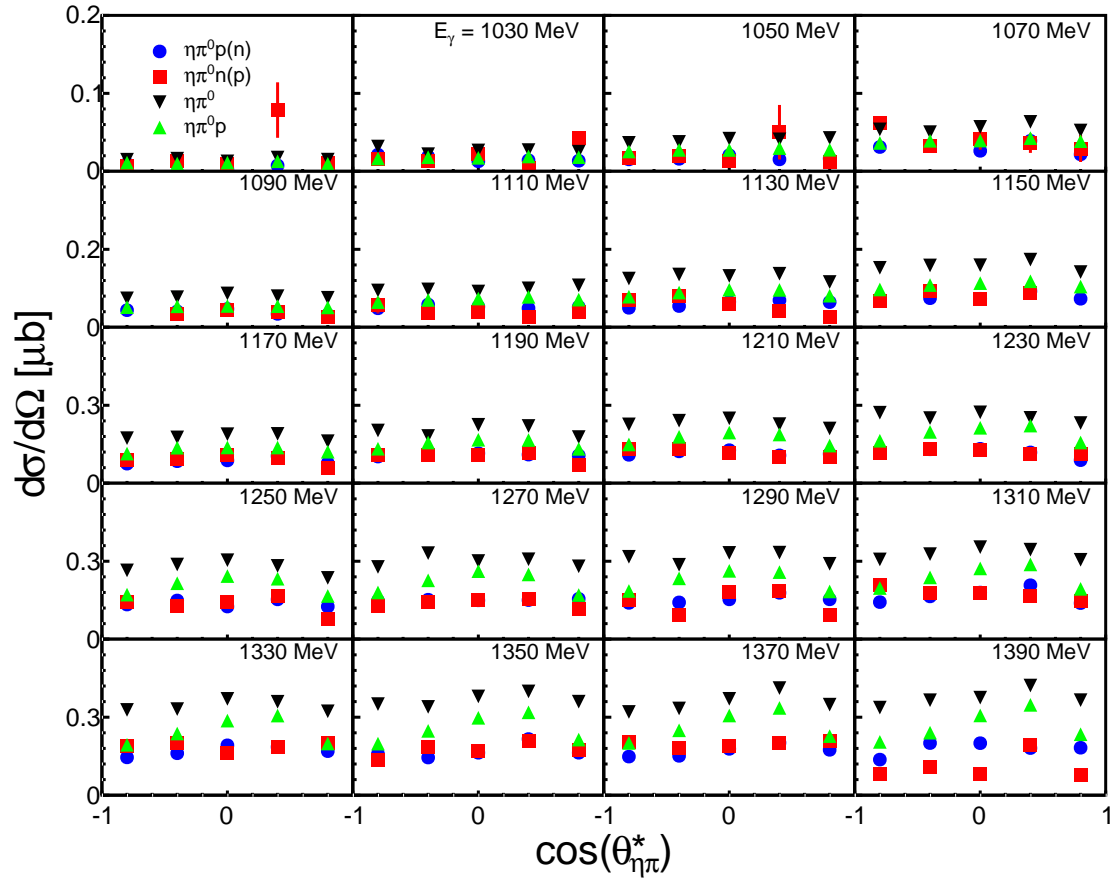 0.2
E_γ = 1030 MeV
1050 MeV
1070 MeV
ηπ⁰p(n)
ηπ⁰n(p)
ηπ⁰
ηπ⁰p
0.1
0
1090 MeV
1110 MeV
1130 MeV
1150 MeV
0.2
0
1170 MeV
1190 MeV
1210 MeV
1230 MeV
0.3
0
1250 MeV
1270 MeV
1290 MeV
1310 MeV
0.3
0
1330 MeV
1350 MeV
1370 MeV
1390 MeV
0.3
0
-1 0 -1 0 -1 0 -1 0 1
dσ/dΩ [μb]
cos(θ*_ηπ)